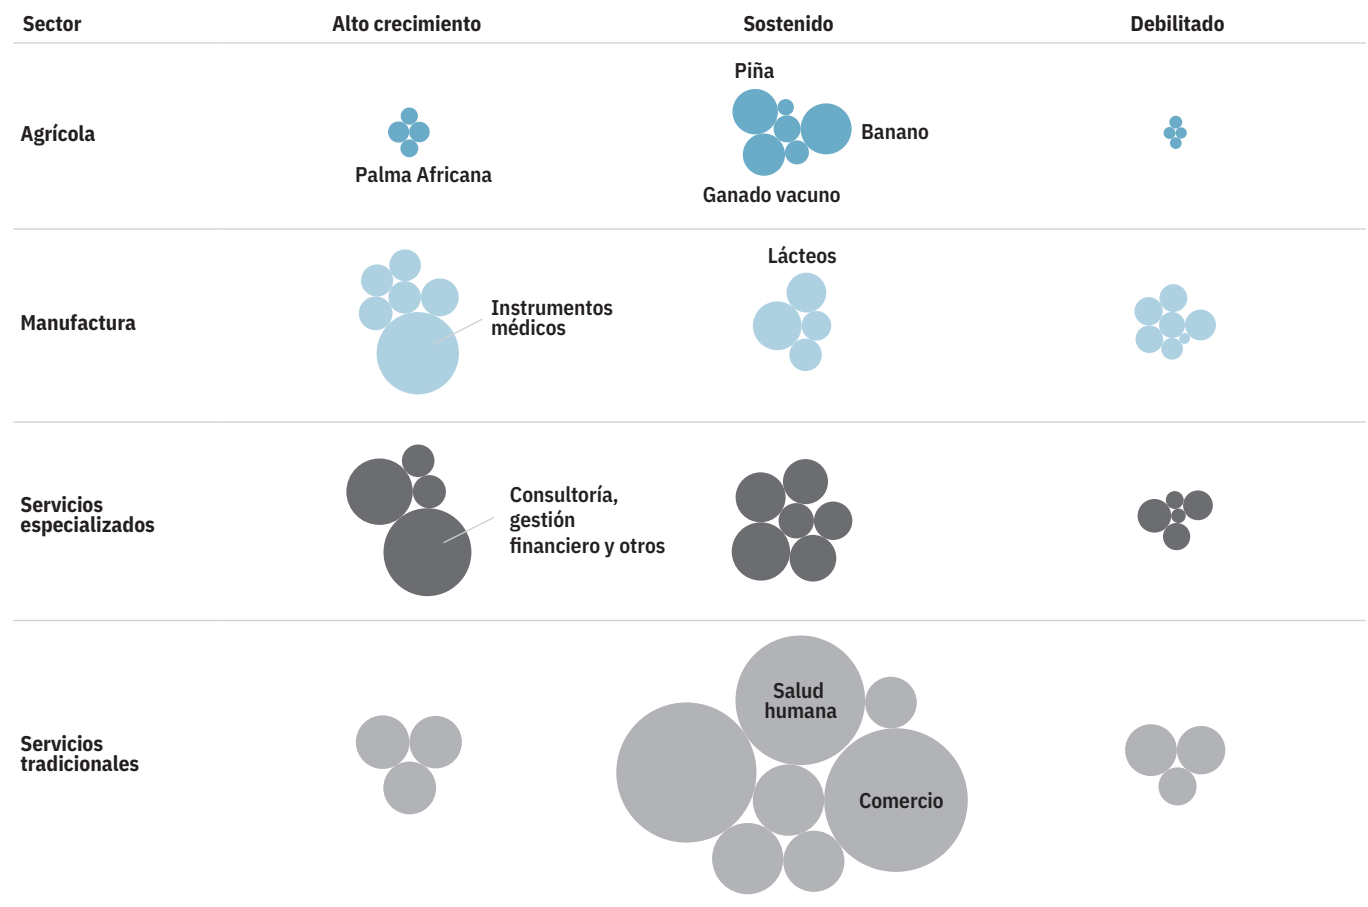 Sector
Alto crecimiento
Sostenido
Debilitado
Agrícola
Palma Africana
Piña
Banano
Ganado vacuno
Manufactura
Instrumentos
médicos
Lácteos
Servicios
especializados
Consultoría,
gestión
financiero y otros
Servicios
tradicionales
Salud
humana
Comercio